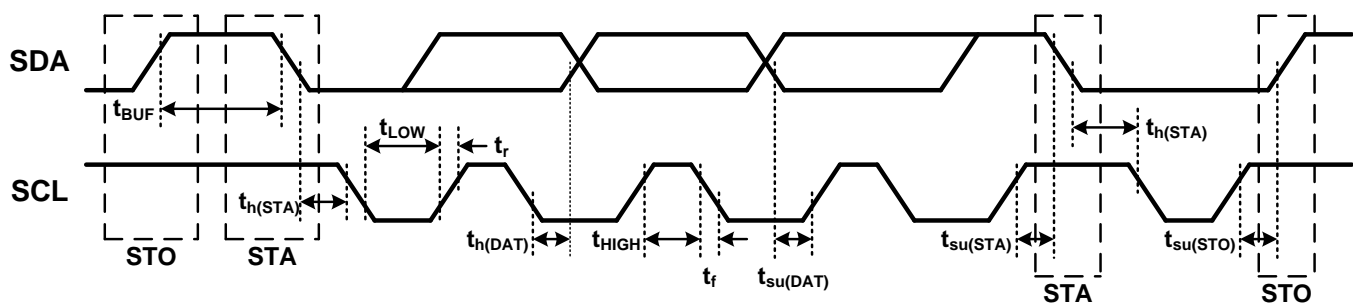 SDA
t_BUF
t_LOW
t_r
t_h(STA)
SCL
t_h(STA)
t_h(DAT)
t_HIGH
t_f
t_su(DAT)
t_su(STA)
t_su(STO)
STO
STA
STA
STO